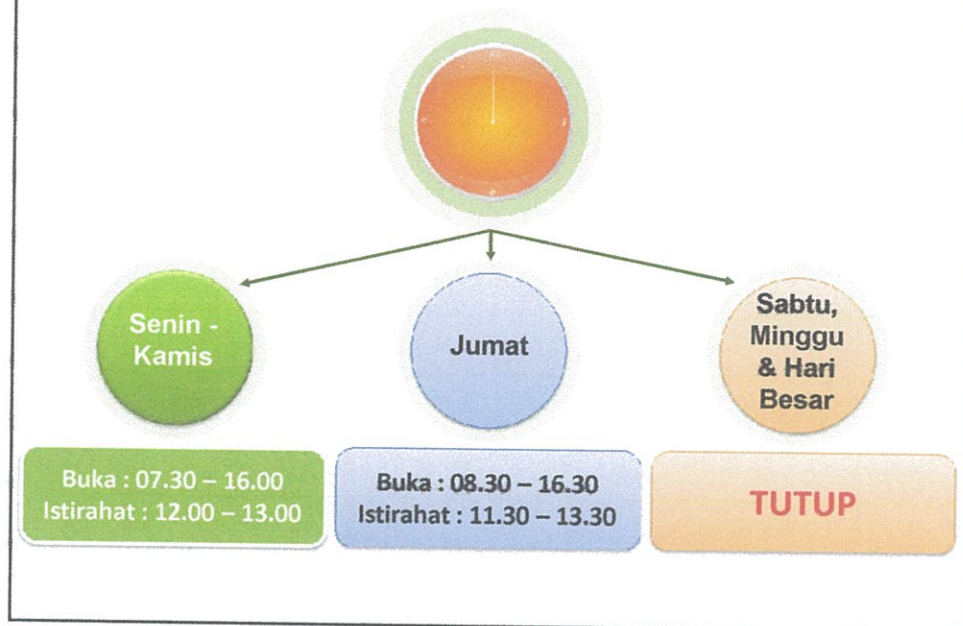 Senin -
Kamis
Jumat
Sabtu,
Minggu
& Hari
Besar
Buka : 07.30 – 16.00
Istirahat : 12.00 – 13.00
Buka : 08.30 – 16.30
Istirahat : 11.30 – 13.30
TUTUP